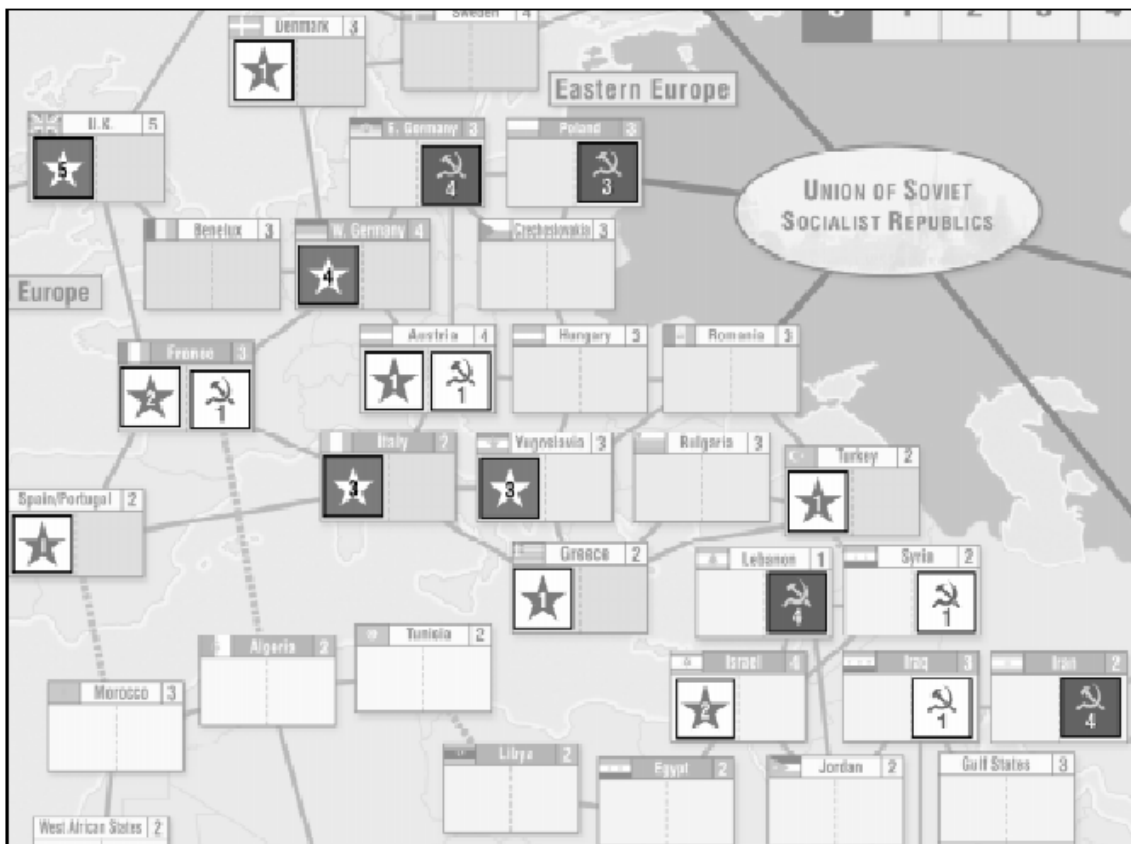 Denmark 3
Sweden 4
1 2 3 4
1
Eastern Europe
U.K. 5
E. Germany 3
Poland 3
5
4
3
UNION OF SOVIET
SOCIALIST REPUBLICS
Benelux 3
W. Germany 4
Czechoslovakia 3
4
Europe
France 3
Austria 4
Hungary 3
Romania 3
2 1
1 1
Italy 2
Yugoslavia 3
Bulgaria 3
Turkey 2
3
3
1
Spain/Portugal 2
1
Greece 2
Lebanon 1
Syria 2
1
4
1
Algeria 2
Tunisia 2
Israel 4
Iraq 3
Iran 2
Morocco 3
2
1
4
Libya 2
Egypt 2
Jordan 2
Gulf States 3
West African States 2